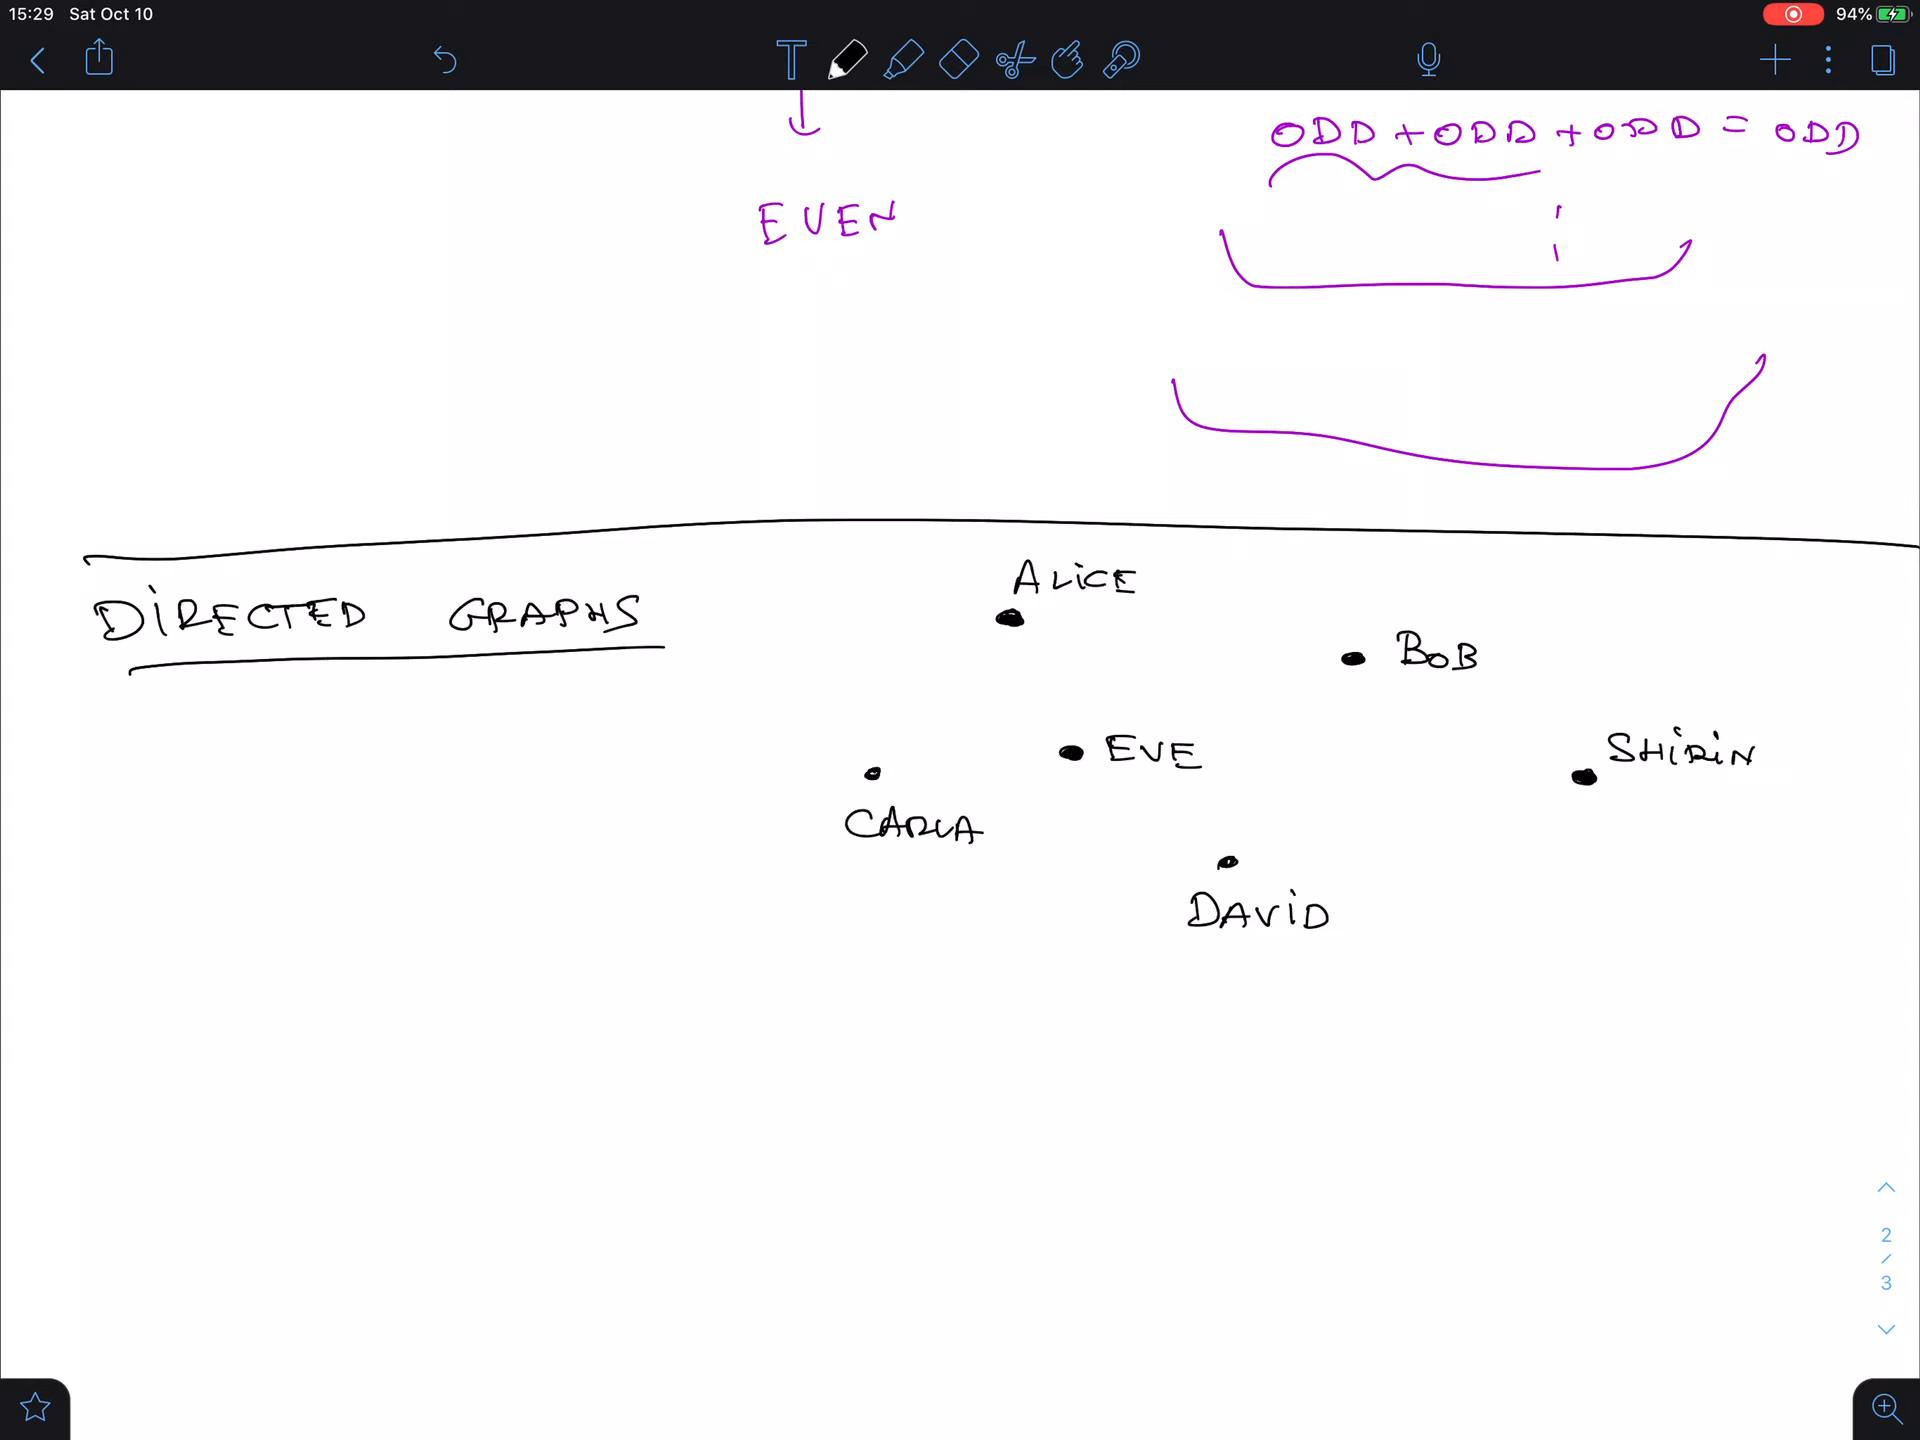 15:29 Sat Oct 10
94%
ODD + ODD + ODD = ODD
EVEN
DiRECTED GRAPHS
ALiCE
BOB
EVE
SHiRiN
CARLA
DAViD
2
/
3